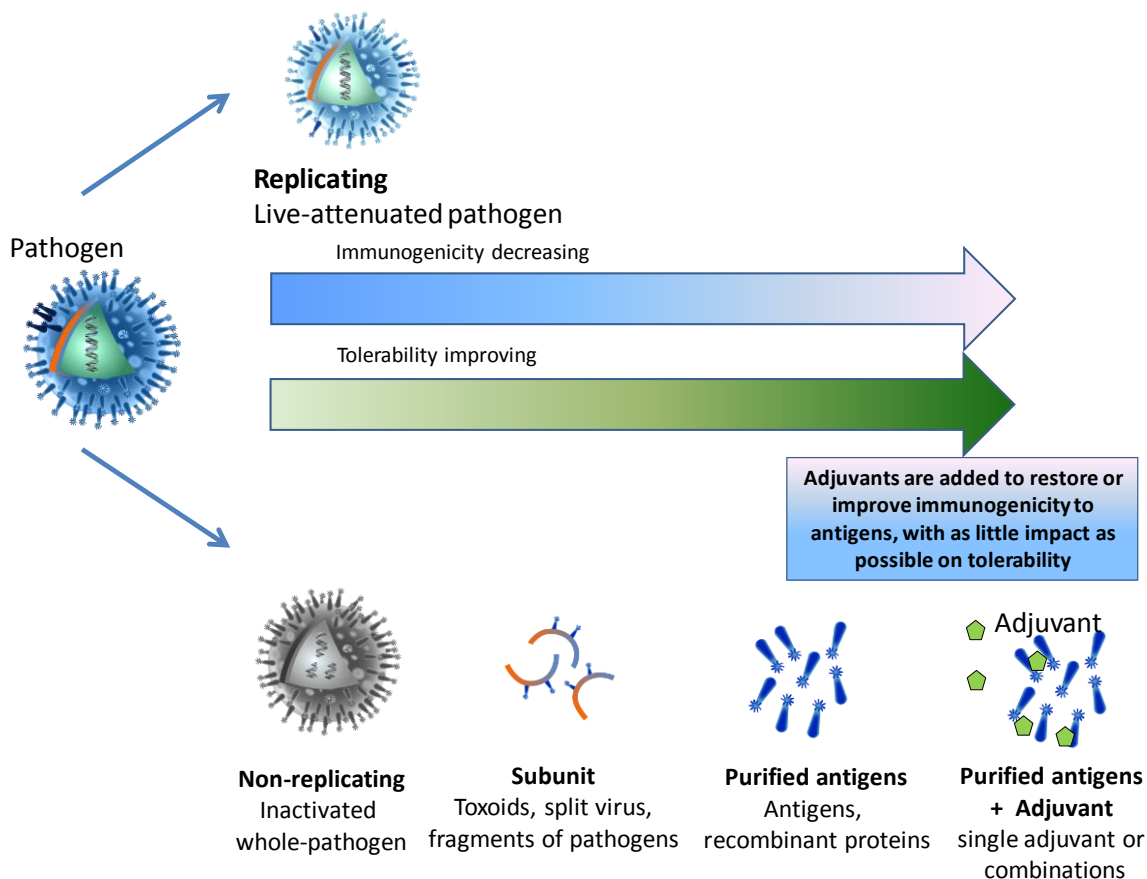 Replicating
Live-attenuated pathogen
Pathogen
Immunogenicity decreasing
Tolerability improving
Adjuvants are added to restore or
improve immunogenicity to
antigens, with as little impact as
possible on tolerability
Adjuvant
Non-replicating
Inactivated
whole-pathogen
Subunit
Toxoids, split virus,
fragments of pathogens
Purified antigens
Antigens,
recombinant proteins
Purified antigens
+ Adjuvant
single adjuvant or
combinations